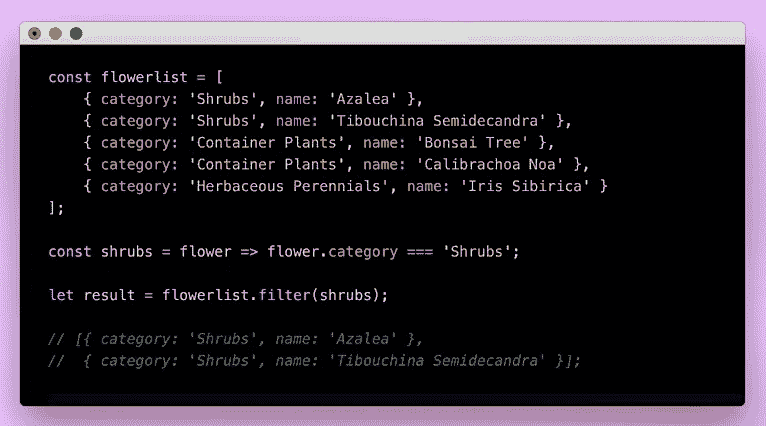 const flowerlist = [
    { category: 'Shrubs', name: 'Azalea' },
    { category: 'Shrubs', name: 'Tibouchina Semidecandra' },
    { category: 'Container Plants', name: 'Bonsai Tree' },
    { category: 'Container Plants', name: 'Calibrachoa Noa' },
    { category: 'Herbaceous Perennials', name: 'Iris Sibirica' }
];

const shrubs = flower => flower.category === 'Shrubs';

let result = flowerlist.filter(shrubs);

// [{ category: 'Shrubs', name: 'Azalea' },
//  { category: 'Shrubs', name: 'Tibouchina Semidecandra' }];